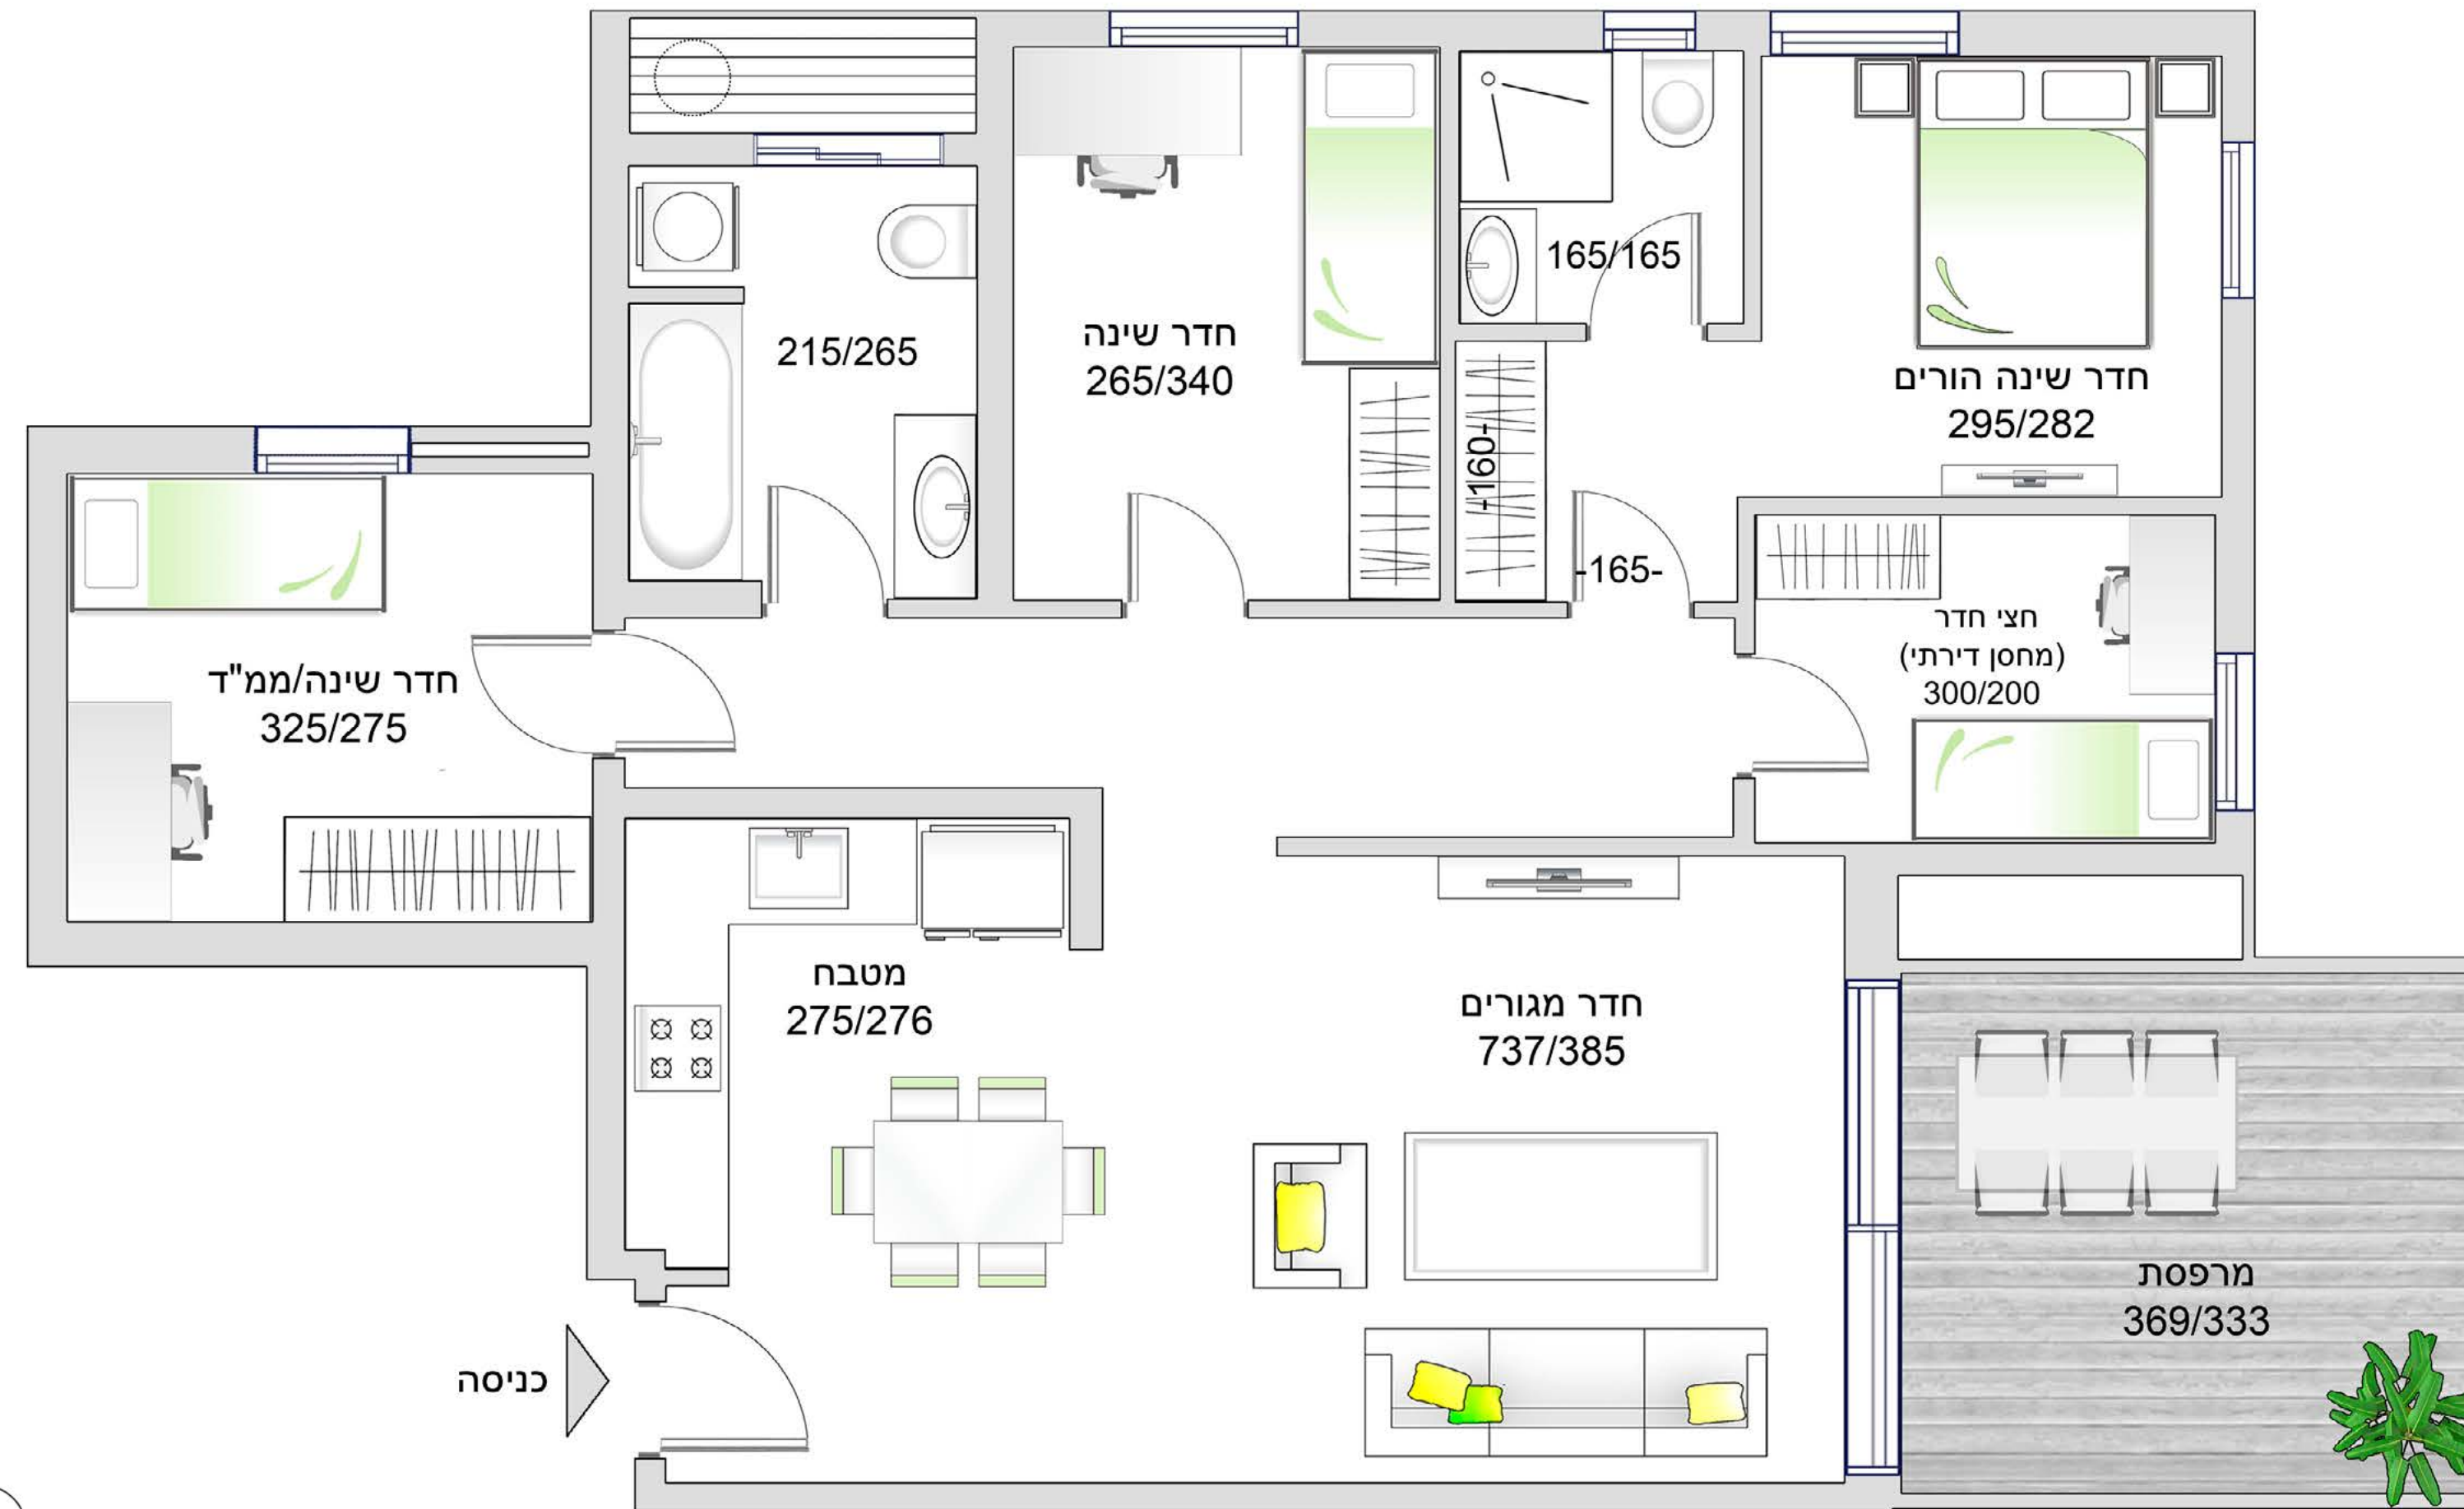 165/165
חדר שינה
265/340
215/265
חדר שינה הורים
295/282
-160-
-165-
חצי חדר
(מחסן דירתי)
300/200
חדר שינה/ממ"ד
325/275
מטבח
275/276
חדר מגורים
737/385
מרפסת
369/333
כניסה